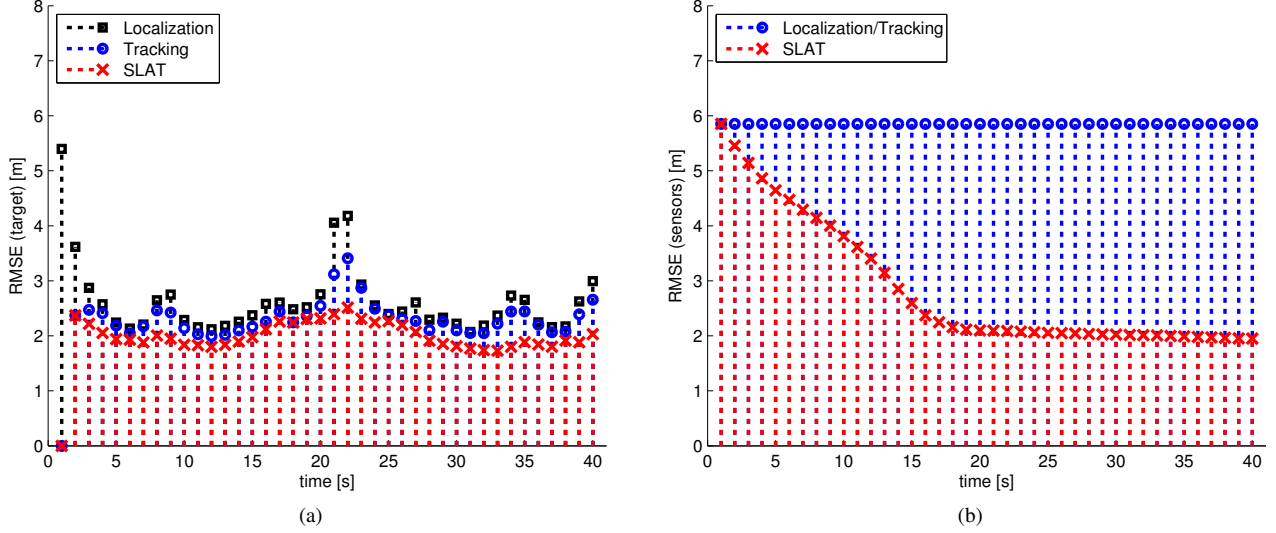 8
7
6
5
4
3
2
1
0
RMSE (target) [m]
Localization
Tracking
SLAT
0 5 10 15 20 25 30 35 40
time [s]
(a)
8
7
6
5
4
3
2
1
0
RMSE (sensors) [m]
Localization/Tracking
SLAT
0 5 10 15 20 25 30 35 40
time [s]
(b)